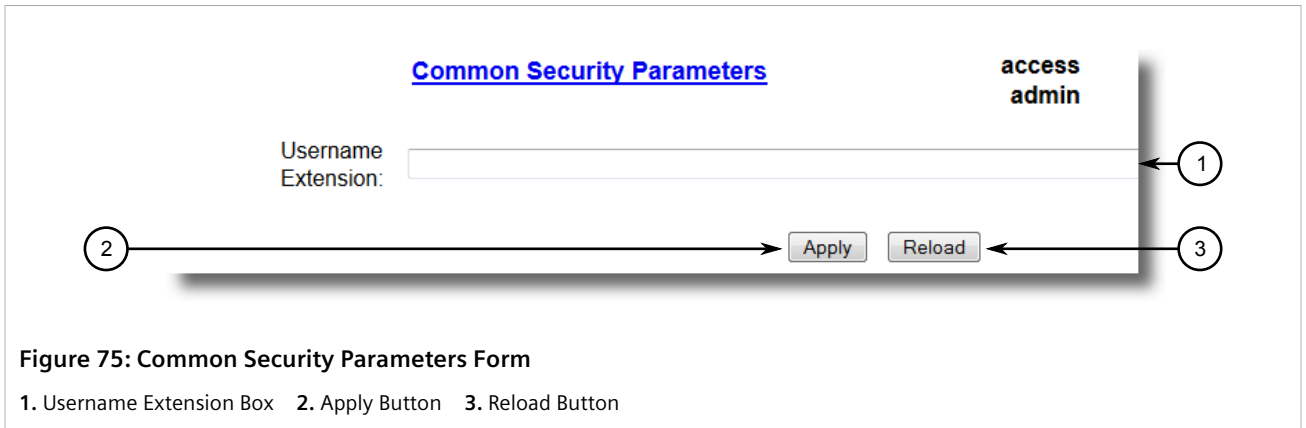 Common Security Parameters
access
admin
Username
Extension:
1
2
Apply
Reload
3
Figure 75: Common Security Parameters Form
1. Username Extension Box 2. Apply Button 3. Reload Button